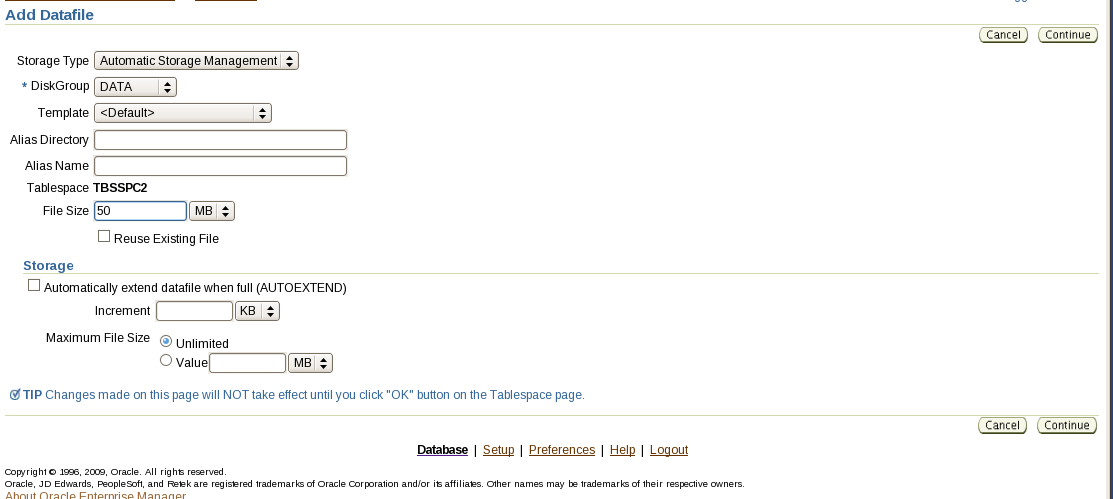 Add Datafile
Cancel Continue
Storage Type Automatic Storage Management
* DiskGroup DATA
Template <Default>
Alias Directory
Alias Name
Tablespace TBSSPC2
File Size 50 MB
Reuse Existing File
Storage
Automatically extend datafile when full (AUTOEXTEND)
Increment KB
Maximum File Size Unlimited
Value MB
TIP Changes made on this page will NOT take effect until you click "OK" button on the Tablespace page.
Cancel Continue
Database | Setup | Preferences | Help | Logout
Copyright © 1996, 2009, Oracle. All rights reserved.
Oracle, JD Edwards, PeopleSoft, and Retek are registered trademarks of Oracle Corporation and/or its affiliates. Other names may be trademarks of their respective owners.
About Oracle Enterprise Manager